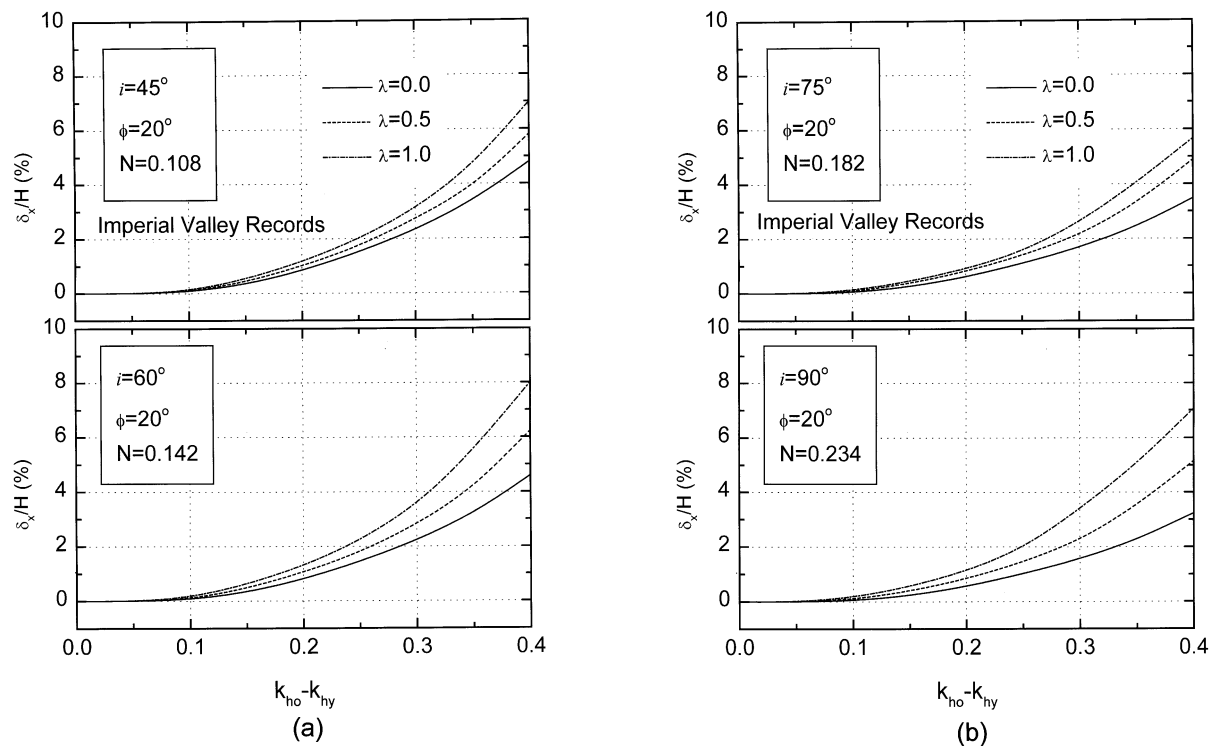 10
8
6
4
2
0
δx/H (%)
i=45°
ϕ=20°
N=0.108
λ=0.0
λ=0.5
λ=1.0
Imperial Valley Records
10
8
6
4
2
0
δx/H (%)
i=60°
ϕ=20°
N=0.142
0.0 0.1 0.2 0.3 0.4
kho-khy
(a)
10
8
6
4
2
0
δx/H (%)
i=75°
ϕ=20°
N=0.182
λ=0.0
λ=0.5
λ=1.0
Imperial Valley Records
10
8
6
4
2
0
δx/H (%)
i=90°
ϕ=20°
N=0.234
0.0 0.1 0.2 0.3 0.4
kho-khy
(b)